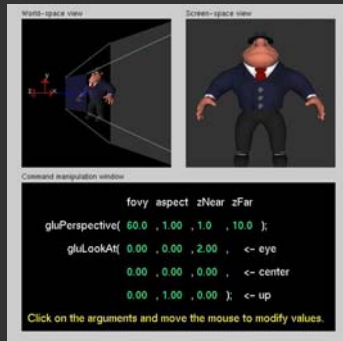 World-space view
Screen-space view
y
z
x
Command manipulation window
fovy aspect zNear zFar
gluPerspective( 60.0 , 1.00 , 1.0 , 10.0 );
gluLookAt( 0.00 , 0.00 , 2.00 , <- eye
0.00 , 0.00 , 0.00 , <- center
0.00 , 1.00 , 0.00 ); <- up
Click on the arguments and move the mouse to modify values.